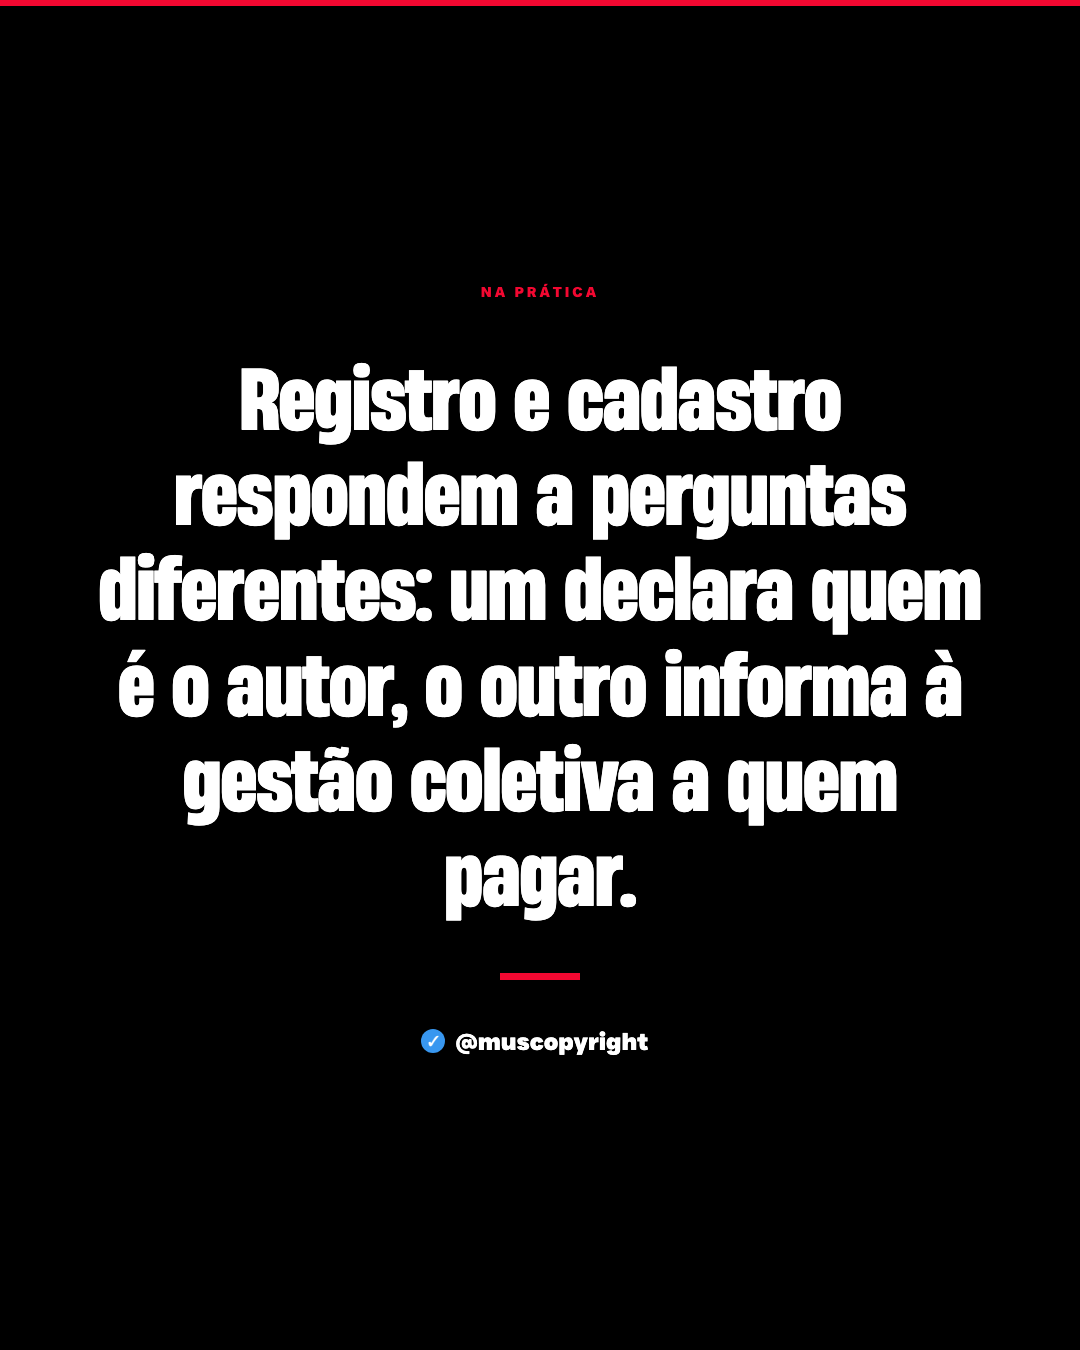 NA PRÁTICA
Registro e cadastro
respondem a perguntas
diferentes: um declara quem
é o autor, o outro informa à
gestão coletiva a quem
pagar.
@muscopyright